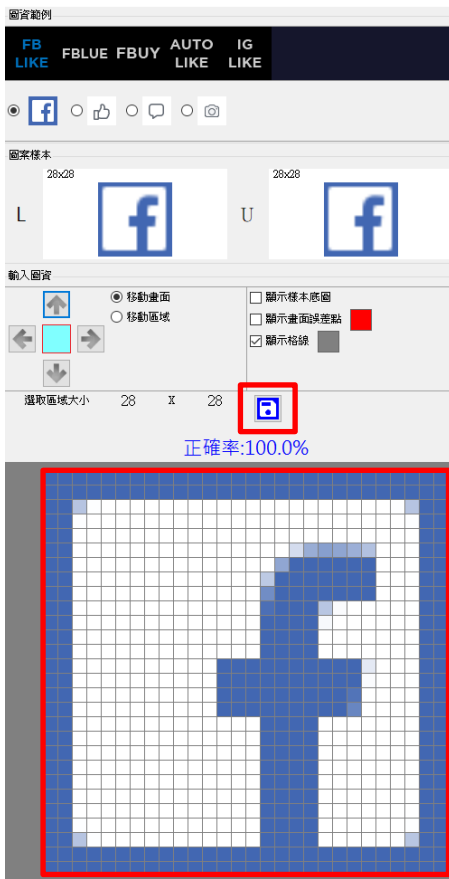 圖資範例
FB LIKE FBLUE FBUY AUTO LIKE IG LIKE
圖案樣本
28x28 28x28
L U
輸入圖資
移動畫面 顯示樣本底圖
移動區域 顯示畫面誤差點
顯示格線
選取區域大小 28 X 28
正確率:100.0%